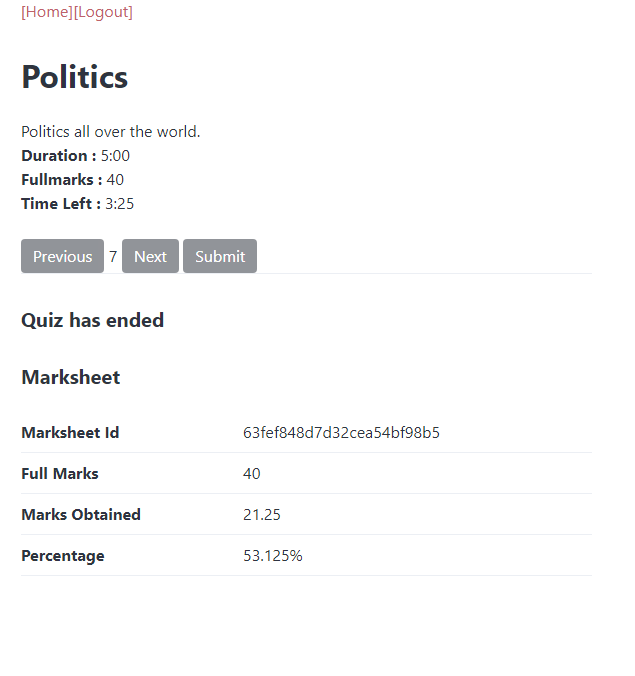 [Home][Logout]
Politics
Politics all over the world.
Duration : 5:00
Fullmarks : 40
Time Left : 3:25
Previous 7 Next Submit
Quiz has ended
Marksheet
Marksheet Id 63fef848d7d32cea54bf98b5
Full Marks 40
Marks Obtained 21.25
Percentage 53.125%